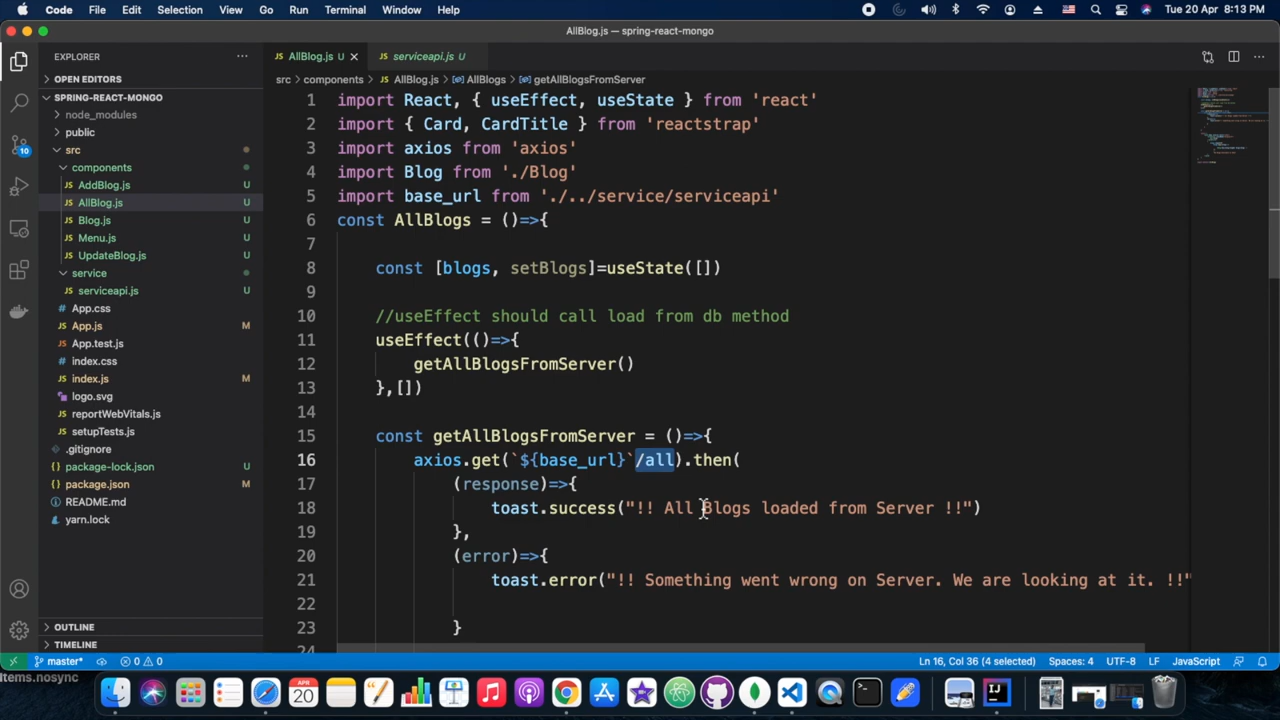 Code File Edit Selection View Go Run Terminal Window Help Tue 20 Apr 8:13 PM
AllBlog.js — spring-react-mongo
EXPLORER
OPEN EDITORS
SPRING-REACT-MONGO
node_modules
public
src
components
AddBlog.js U
AllBlog.js U
Blog.js U
Menu.js U
UpdateBlog.js U
service
serviceapi.js U
App.css
App.js M
App.test.js
index.css
index.js M
logo.svg
reportWebVitals.js
setupTests.js
.gitignore
package-lock.json U
package.json M
README.md
yarn.lock
OUTLINE
TIMELINE
10
AllBlog.js U serviceapi.js U
src > components > AllBlog.js > AllBlogs > getAllBlogsFromServer
1 import React, { useEffect, useState } from 'react'
2 import { Card, CardTitle } from 'reactstrap'
3 import axios from 'axios'
4 import Blog from './Blog'
5 import base_url from './../service/serviceapi'
6 const AllBlogs = ()=>{
7
8 const [blogs, setBlogs]=useState([])
9
10 //useEffect should call load from db method
11 useEffect(()=>{
12 getAllBlogsFromServer()
13 },[])
14
15 const getAllBlogsFromServer = ()=>{
16 axios.get(`${base_url}`/all).then(
17 (response)=>{
18 toast.success("!! All Blogs loaded from Server !!")
19 },
20 (error)=>{
21 toast.error("!! Something went wrong on Server. We are looking at it. !!"
22
23 }
24
master* 0 0 Ln 16, Col 36 (4 selected) Spaces: 4 UTF-8 LF JavaScript
Items.nosync
APR
20